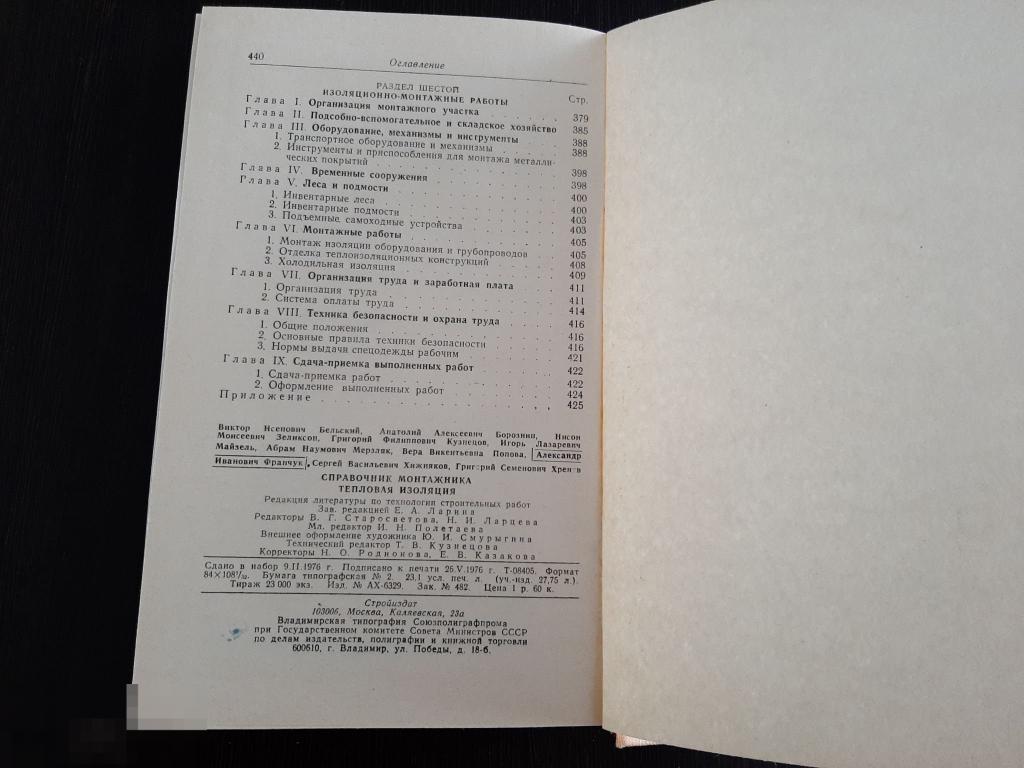 440
Оглавление
РАЗДЕЛ ШЕСТОЙ
ИЗОЛЯЦИОННО-МОНТАЖНЫЕ РАБОТЫ
Стр.
Глава I. Организация монтажного участка 379
Глава II. Подсобно-вспомогательное и складское хозяйство 385
Глава III. Оборудование, механизмы и инструменты 388
1. Транспортное оборудование и механизмы 388
2. Инструменты и приспособления для монтажа металли-
ческих покрытий 398
Глава IV. Временные сооружения 398
Глава V. Леса и подмости 400
1. Инвентарные леса 400
2. Инвентарные подмости 403
3. Подъемные самоходные устройства 403
Глава VI. Монтажные работы 405
1. Монтаж изоляции оборудования и трубопроводов 405
2. Отделка теплоизоляционных конструкций 408
3. Холодильная изоляция 409
Глава VII. Организация труда и заработная плата 411
1. Организация труда 411
2. Система оплаты труда 414
Глава VIII. Техника безопасности и охрана труда 416
1. Общие положения 416
2. Основные правила техники безопасности 416
3. Нормы выдачи спецодежды рабочим 421
Глава IX. Сдача-приемка выполненных работ 422
1. Сдача-приемка работ 422
2. Оформление выполненных работ 424
Приложение 425
Виктор Исепович Бельский, Анатолий Алексеевич Борознин, Нисон
Моисеевич Зеликсон, Григорий Филиппович Кузнецов, Игорь Лазаревич
Майзель, Абрам Наумович Мерзляк, Вера Викентьевна Попова, Александр
Иванович Франчук, Сергей Васильевич Хижняков, Григорий Семенович Хренов
СПРАВОЧНИК МОНТАЖНИКА
ТЕПЛОВАЯ ИЗОЛЯЦИЯ
Редакция литературы по технологии строительных работ
Зав. редакцией Е. А. Ларина
Редакторы В. Г. Старосветова, Н. И. Ларцева
Мл. редактор И. Н. Полетаева
Внешнее оформление художника Ю. И. Смурыгина
Технический редактор Т. В. Кузнецова
Корректоры Н. О. Родионова, Е. В. Казакова
Сдано в набор 9.II.1976 г. Подписано к печати 26.V.1976 г. Т-08405. Формат
84×108¹/₃₂. Бумага типографская № 2. 23,1 усл. печ. л. (уч.-изд. 27,75 л.).
Тираж 23 000 экз. Изд. № АХ-6329. Зак. № 482. Цена 1 р. 60 к.
Стройиздат
103006, Москва, Каляевская, 23а
Владимирская типография Союзполиграфпрома
при Государственном комитете Совета Министров СССР
по делам издательств, полиграфии и книжной торговли
600610, г. Владимир, ул. Победы, д. 18-б.